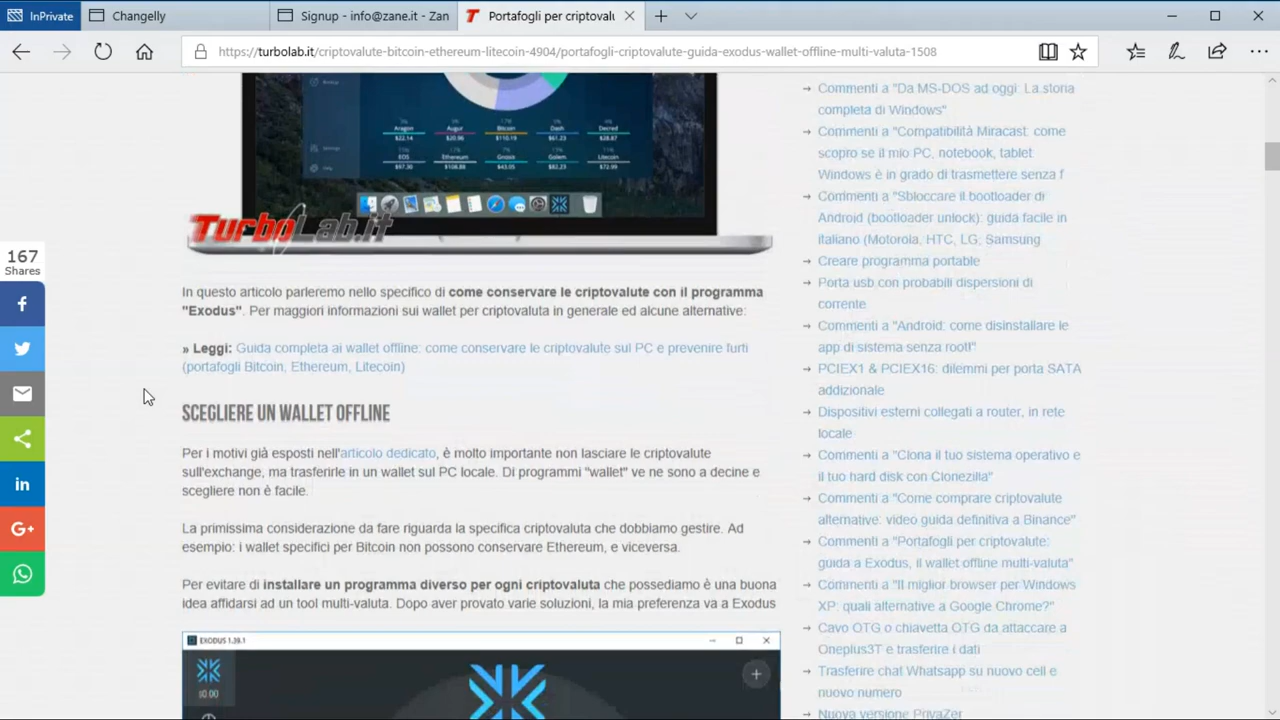 InPrivate
Changelly
Signup - info@zane.it - Zan
Portafogli per criptovalu
https://turbolab.it/criptovalute-bitcoin-ethereum-litecoin-4904/portafogli-criptovalute-guida-exodus-wallet-offline-multi-valuta-1508
Aragon
Augur
Bitcoin
Dash
Decred
EOS
Ethereum
Gnosis
Golem
Litecoin
TurboLab.it
167
Shares
in
G+
In questo articolo parleremo nello specifico di come conservare le criptovalute con il programma
"Exodus". Per maggiori informazioni sui wallet per criptovaluta in generale ed alcune alternative:
» Leggi: Guida completa ai wallet offline: come conservare le criptovalute sul PC e prevenire furti
(portafogli Bitcoin, Ethereum, Litecoin)
SCEGLIERE UN WALLET OFFLINE
Per i motivi già esposti nell'articolo dedicato, è molto importante non lasciare le criptovalute
sull'exchange, ma trasferirle in un wallet sul PC locale. Di programmi "wallet" ve ne sono a decine e
scegliere non è facile.
La primissima considerazione da fare riguarda la specifica criptovaluta che dobbiamo gestire. Ad
esempio: i wallet specifici per Bitcoin non possono conservare Ethereum, e viceversa.
Per evitare di installare un programma diverso per ogni criptovaluta che possediamo è una buona
idea affidarsi ad un tool multi-valuta. Dopo aver provato varie soluzioni, la mia preferenza va a Exodus
EXODUS 1.39.1
$0.00
Commenti a "Da MS-DOS ad oggi: La storia
completa di Windows"
Commenti a "Compatibilità Miracast: come
scopro se il mio PC, notebook, tablet
Windows è in grado di trasmettere senza f
Commenti a "Sbloccare il bootloader di
Android (bootloader unlock): guida facile in
italiano (Motorola, HTC, LG, Samsung
Creare programma portable
Porta usb con probabili dispersioni di
corrente
Commenti a "Android: come disinstallare le
app di sistema senza root!"
PCIEX1 & PCIEX16: dilemmi per porta SATA
addizionale
Dispositivi esterni collegati a router, in rete
locale
Commenti a "Clona il tuo sistema operativo e
il tuo hard disk con Clonezilla"
Commenti a "Come comprare criptovalute
alternative: video guida definitiva a Binance"
Commenti a "Portafogli per criptovalute:
guida a Exodus, il wallet offline multi-valuta"
Commenti a "Il miglior browser per Windows
XP: quali alternative a Google Chrome?"
Cavo OTG o chiavetta OTG da attaccare a
Oneplus3T e trasferire i dati
Trasferire chat Whatsapp su nuovo cell e
nuovo numero
Nuova versione PrivaZer